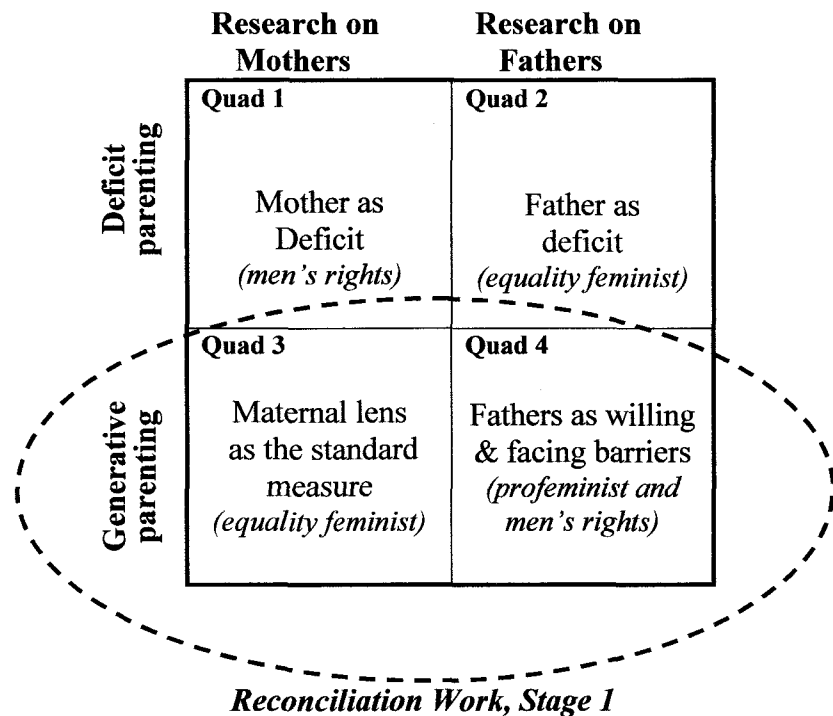 Research on
Mothers
Research on
Fathers
Deficit
parenting
Quad 1
Mother as
Deficit
(men's rights)
Quad 2
Father as
deficit
(equality feminist)
Generative
parenting
Quad 3
Maternal lens
as the standard
measure
(equality feminist)
Quad 4
Fathers as willing
& facing barriers
(profeminist and
men's rights)
Reconciliation Work, Stage 1